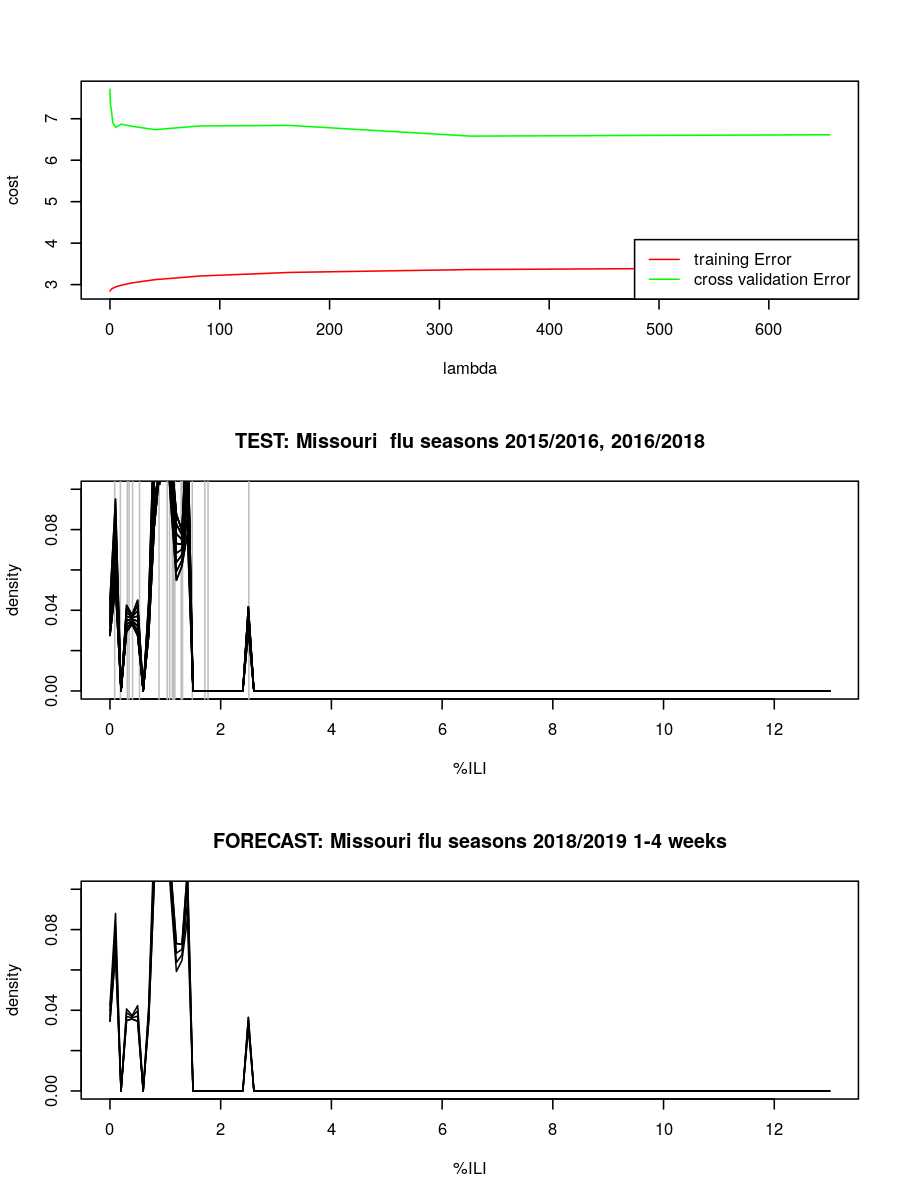 7
6
5
4
3
cost
training Error
cross validation Error
0 100 200 300 400 500 600
lambda
TEST: Missouri  flu seasons 2015/2016, 2016/2018
0.08
0.04
0.00
density
0 2 4 6 8 10 12
%ILI
FORECAST: Missouri flu seasons 2018/2019 1-4 weeks
0.08
0.04
0.00
density
0 2 4 6 8 10 12
%ILI